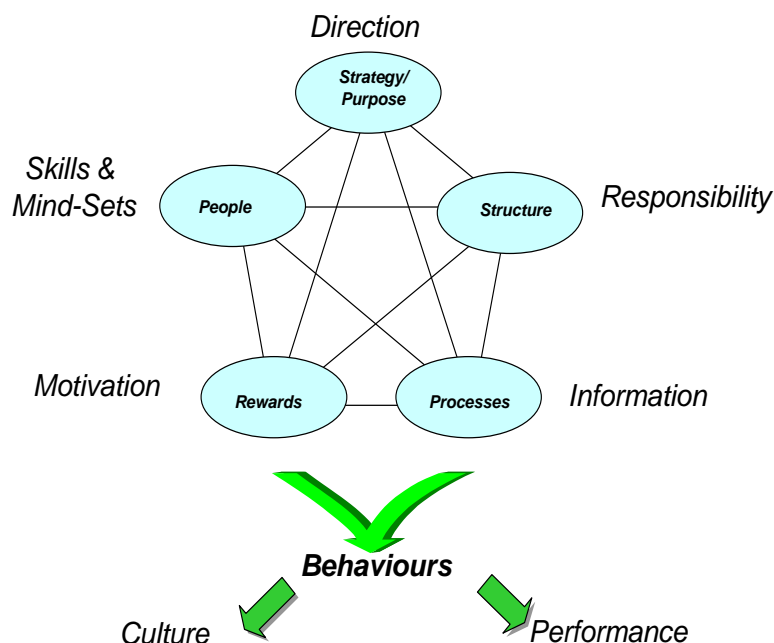 Direction
Strategy/
Purpose
Skills &
Mind-Sets
People
Structure
Responsibility
Motivation
Rewards
Processes
Information
Behaviours
Culture
Performance